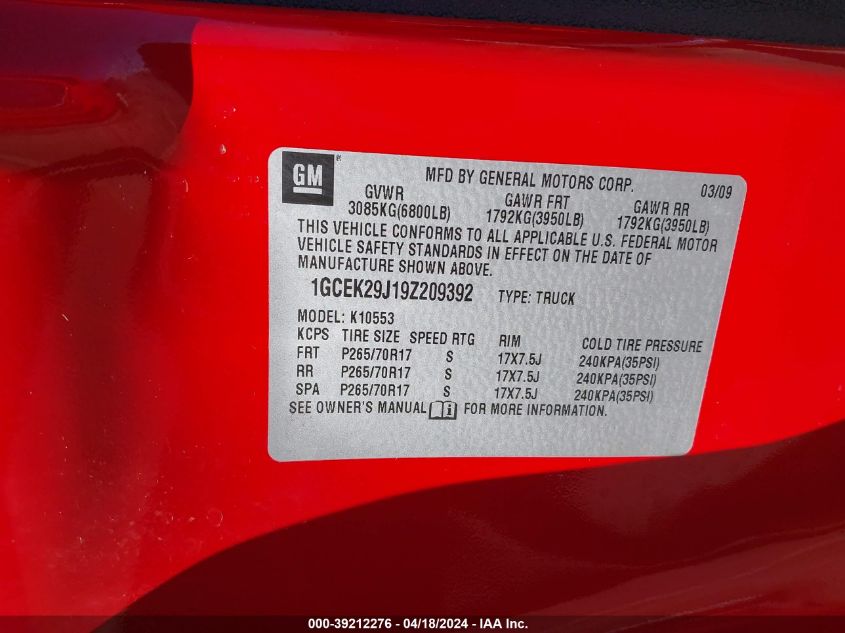 GM ®
MFD BY GENERAL MOTORS CORP. 03/09
GVWR GAWR FRT GAWR RR
3085KG(6800LB) 1792KG(3950LB) 1792KG(3950LB)
THIS VEHICLE CONFORMS TO ALL APPLICABLE U.S. FEDERAL MOTOR
VEHICLE SAFETY STANDARDS IN EFFECT ON THE DATE OF
MANUFACTURE SHOWN ABOVE.
1GCEK29J19Z209392 TYPE: TRUCK
MODEL: K10553
KCPS TIRE SIZE SPEED RTG RIM COLD TIRE PRESSURE
FRT P265/70R17 S 17X7.5J 240KPA(35PSI)
RR P265/70R17 S 17X7.5J 240KPA(35PSI)
SPA P265/70R17 S 17X7.5J 240KPA(35PSI)
SEE OWNER'S MANUAL i FOR MORE INFORMATION.
000-39212276 - 04/18/2024 - IAA Inc.